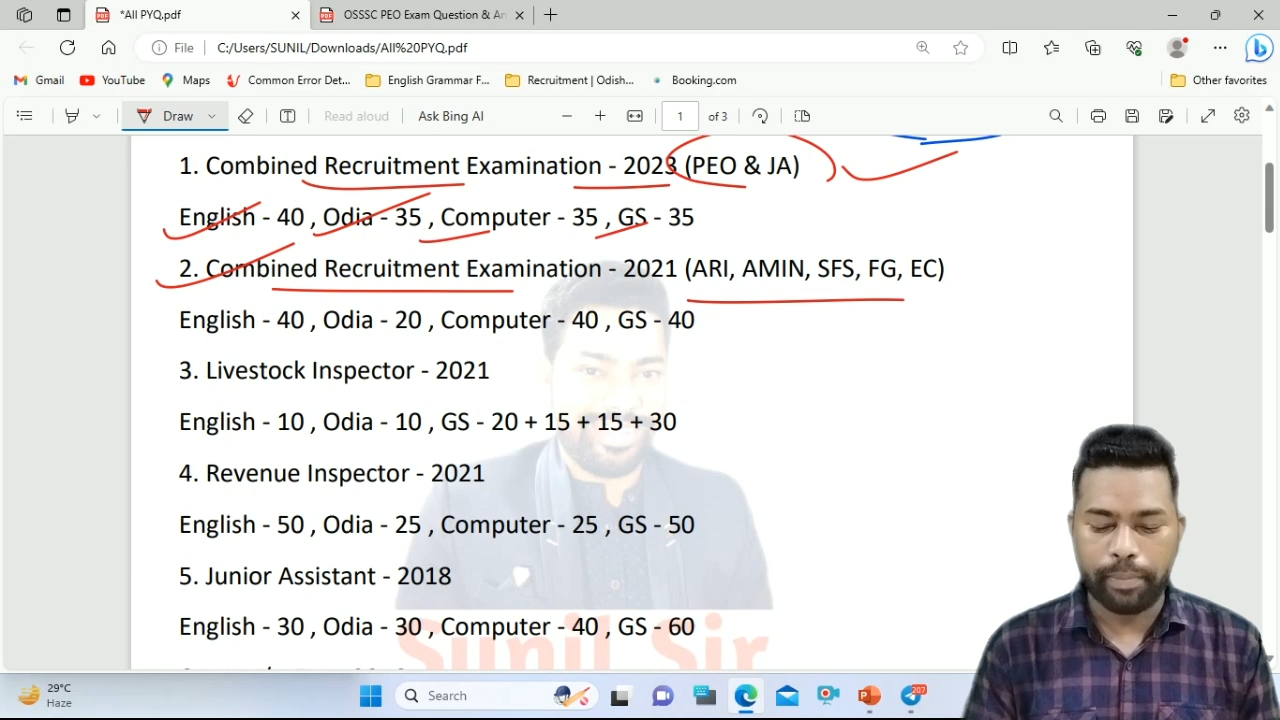 *All PYQ.pdf
OSSSC PEO Exam Question & An
File C:/Users/SUNIL/Downloads/All%20PYQ.pdf
Gmail YouTube Maps Common Error Det... English Grammar F... Recruitment | Odish... Booking.com Other favorites
Draw Read aloud Ask Bing AI 1 of 3
1. Combined Recruitment Examination - 2023 (PEO & JA)
English - 40 , Odia - 35 , Computer - 35 , GS - 35
2. Combined Recruitment Examination - 2021 (ARI, AMIN, SFS, FG, EC)
English - 40 , Odia - 20 , Computer - 40 , GS - 40
3. Livestock Inspector - 2021
English - 10 , Odia - 10 , GS - 20 + 15 + 15 + 30
4. Revenue Inspector - 2021
English - 50 , Odia - 25 , Computer - 25 , GS - 50
5. Junior Assistant - 2018
English - 30 , Odia - 30 , Computer - 40 , GS - 60
Sunil Sir
29°C
Haze
Search
207